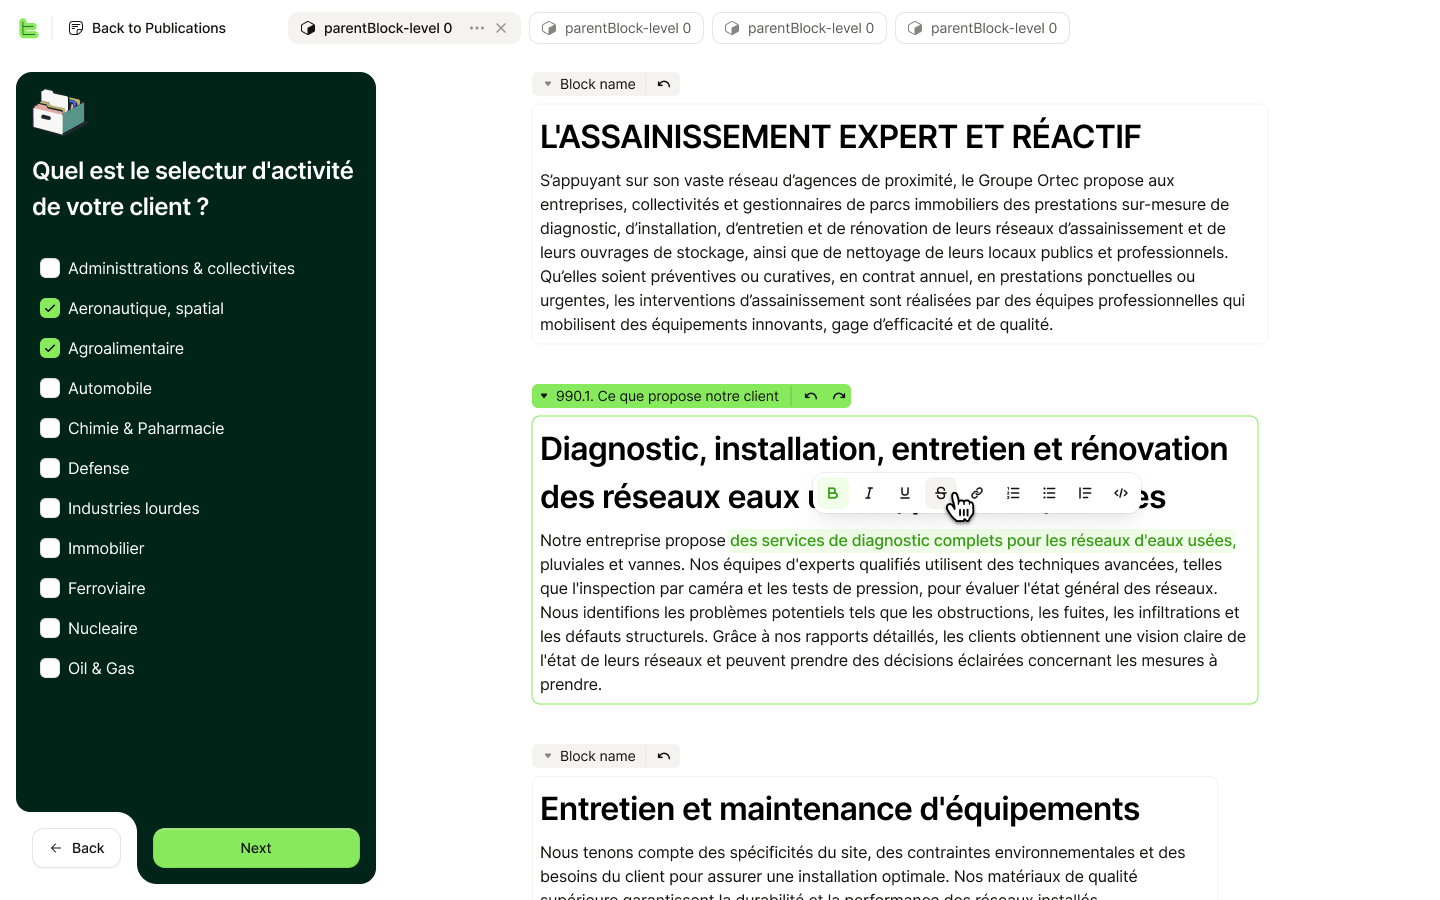 Back to Publications
parentBlock-level 0
parentBlock-level 0
parentBlock-level 0
parentBlock-level 0
Quel est le selectur d'activité
de votre client ?
Administtrations & collectivites
Aeronautique, spatial
Agroalimentaire
Automobile
Chimie & Paharmacie
Defense
Industries lourdes
Immobilier
Ferroviaire
Nucleaire
Oil & Gas
Back
Next
Block name
L'ASSAINISSEMENT EXPERT ET RÉACTIF
S’appuyant sur son vaste réseau d’agences de proximité, le Groupe Ortec propose aux
entreprises, collectivités et gestionnaires de parcs immobiliers des prestations sur-mesure de
diagnostic, d’installation, d’entretien et de rénovation de leurs réseaux d’assainissement et de
leurs ouvrages de stockage, ainsi que de nettoyage de leurs locaux publics et professionnels.
Qu’elles soient préventives ou curatives, en contrat annuel, en prestations ponctuelles ou
urgentes, les interventions d’assainissement sont réalisées par des équipes professionnelles qui
mobilisent des équipements innovants, gage d’efficacité et de qualité.
990.1. Ce que propose notre client
Diagnostic, installation, entretien et rénovation
des réseaux eaux
B I U S
Notre entreprise propose des services de diagnostic complets pour les réseaux d'eaux usées,
pluviales et vannes. Nos équipes d'experts qualifiés utilisent des techniques avancées, telles
que l'inspection par caméra et les tests de pression, pour évaluer l'état général des réseaux.
Nous identifions les problèmes potentiels tels que les obstructions, les fuites, les infiltrations et
les défauts structurels. Grâce à nos rapports détaillés, les clients obtiennent une vision claire de
l'état de leurs réseaux et peuvent prendre des décisions éclairées concernant les mesures à
prendre.
Block name
Entretien et maintenance d'équipements
Nous tenons compte des spécificités du site, des contraintes environnementales et des
besoins du client pour assurer une installation optimale. Nos matériaux de qualité
supérieure garantissent la durabilité et la performance des réseaux installés.